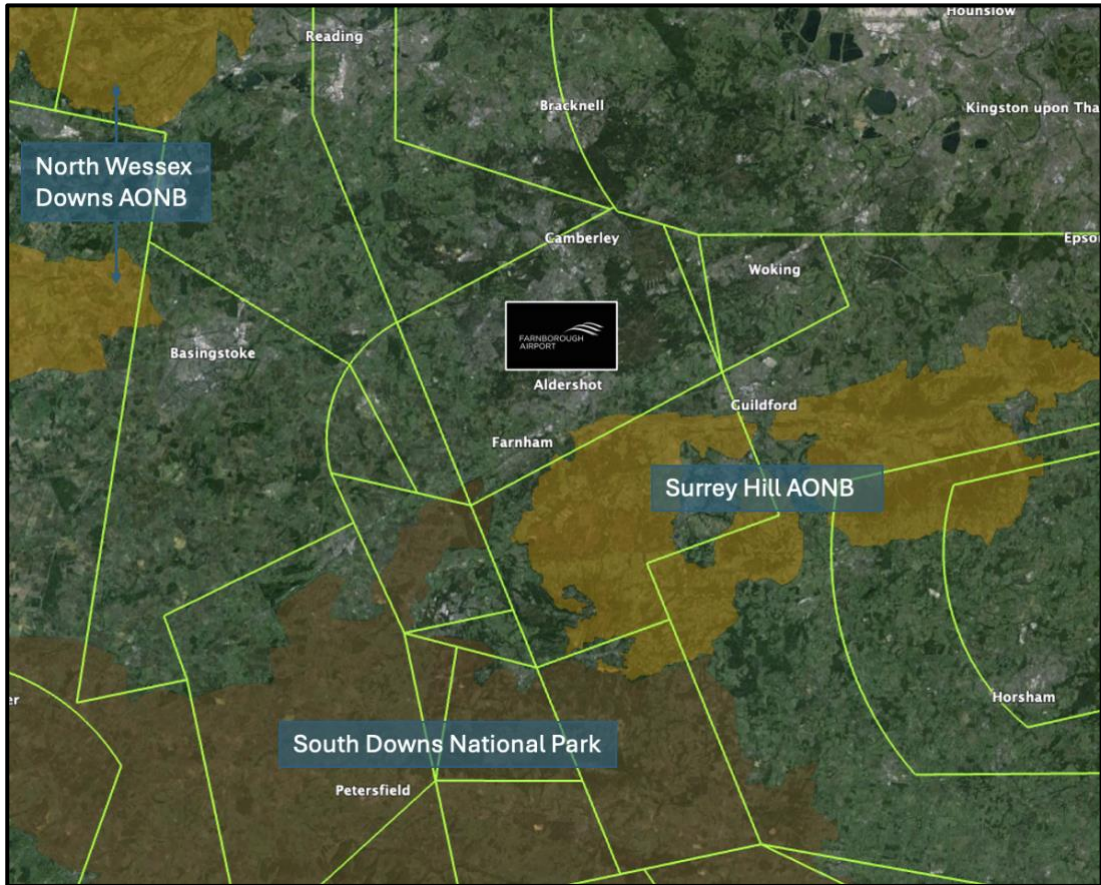 Hounslow
Reading
Bracknell
Kingston upon Tha
North Wessex
Downs AONB
Camberley
Epso
Woking
FARNBOROUGH
AIRPORT
Basingstoke
Aldershot
Guildford
Farnham
Surrey Hill AONB
er
Horsham
South Downs National Park
Petersfield